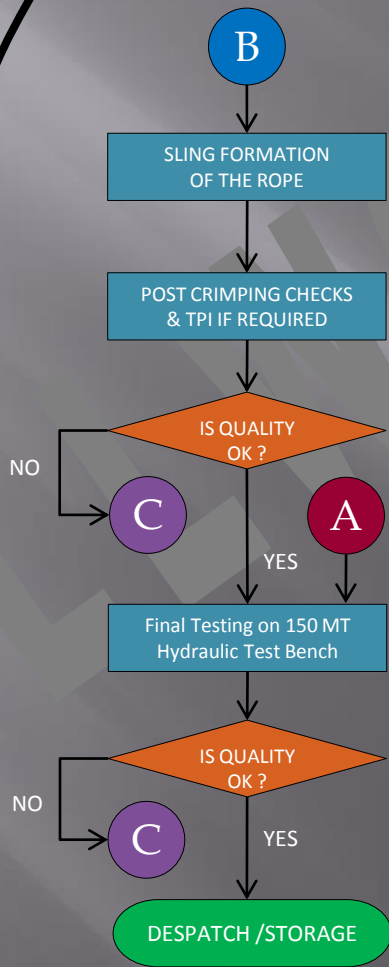 B
SLING FORMATION
OF THE ROPE
POST CRIMPING CHECKS
& TPI IF REQUIRED
IS QUALITY
OK ?
NO
C
A
YES
Final Testing on 150 MT
Hydraulic Test Bench
IS QUALITY
OK ?
NO
C
YES
DESPATCH /STORAGE